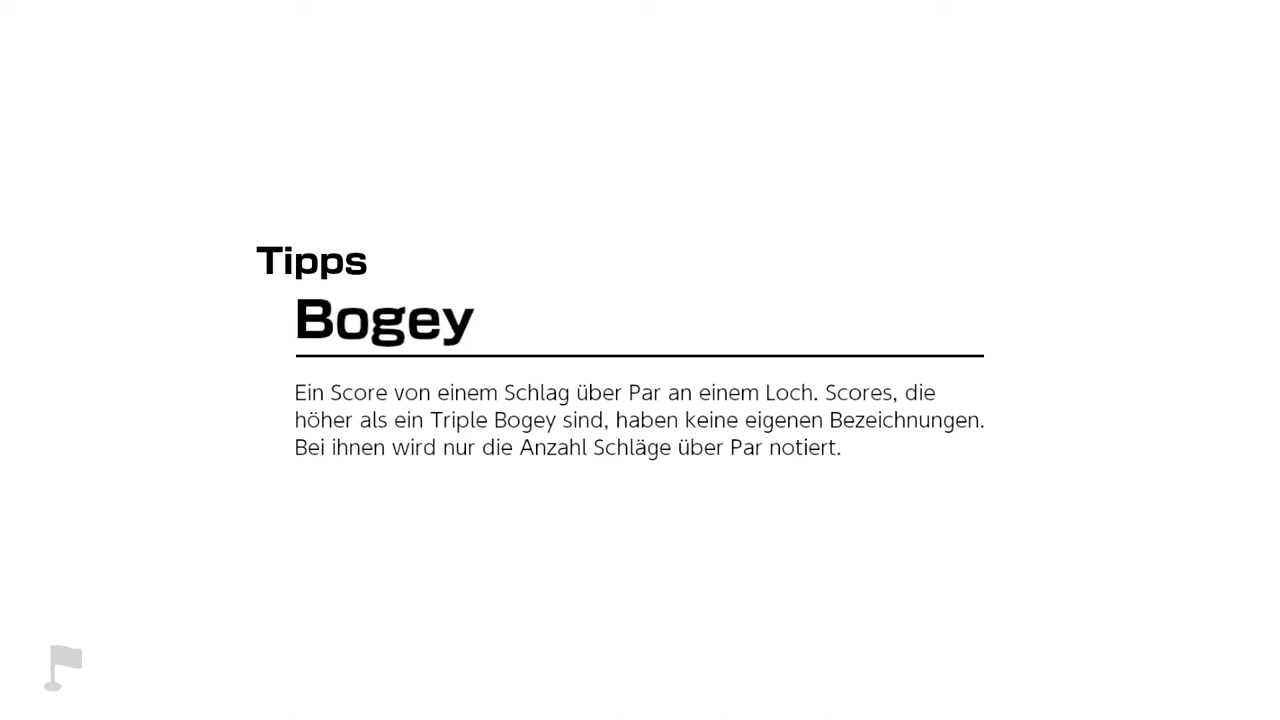 Tipps
Bogey
Ein Score von einem Schlag über Par an einem Loch. Scores, die
höher als ein Triple Bogey sind, haben keine eigenen Bezeichnungen.
Bei ihnen wird nur die Anzahl Schläge über Par notiert.